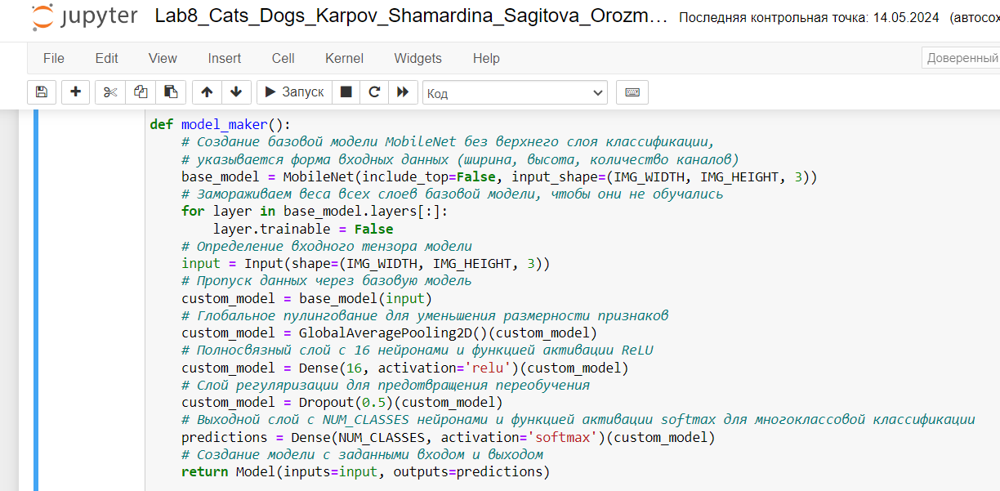 jupyter Lab8_Cats_Dogs_Karpov_Shamardina_Sagitova_Orozm... Последняя контрольная точка: 14.05.2024 (автосох
File Edit View Insert Cell Kernel Widgets Help Доверенный
Запуск Код
def model_maker():
    # Создание базовой модели MobileNet без верхнего слоя классификации,
    # указывается форма входных данных (ширина, высота, количество каналов)
    base_model = MobileNet(include_top=False, input_shape=(IMG_WIDTH, IMG_HEIGHT, 3))
    # Замораживаем веса всех слоев базовой модели, чтобы они не обучались
    for layer in base_model.layers[:]:
        layer.trainable = False
    # Определение входного тензора модели
    input = Input(shape=(IMG_WIDTH, IMG_HEIGHT, 3))
    # Пропуск данных через базовую модель
    custom_model = base_model(input)
    # Глобальное пулингование для уменьшения размерности признаков
    custom_model = GlobalAveragePooling2D()(custom_model)
    # Полносвязный слой с 16 нейронами и функцией активации ReLU
    custom_model = Dense(16, activation='relu')(custom_model)
    # Слой регуляризации для предотвращения переобучения
    custom_model = Dropout(0.5)(custom_model)
    # Выходной слой с NUM_CLASSES нейронами и функцией активации softmax для многоклассовой классификации
    predictions = Dense(NUM_CLASSES, activation='softmax')(custom_model)
    # Создание модели с заданными входом и выходом
    return Model(inputs=input, outputs=predictions)